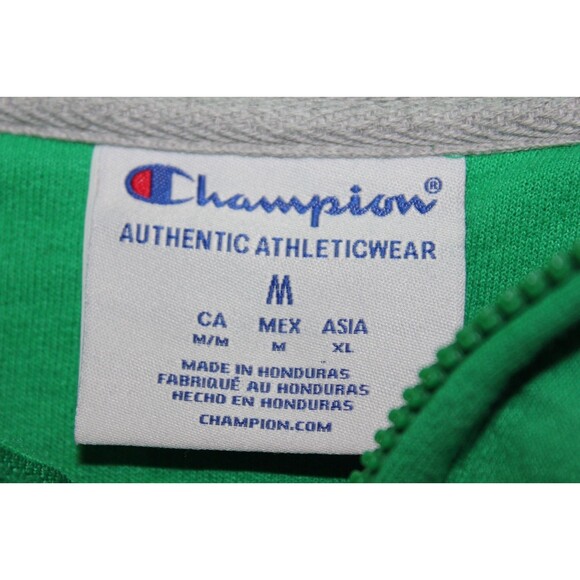 Champion®
AUTHENTIC ATHLETICWEAR
M
CA MEX ASIA
M/M M XL
MADE IN HONDURAS
FABRIQUÉ AU HONDURAS
HECHO EN HONDURAS
CHAMPION.COM